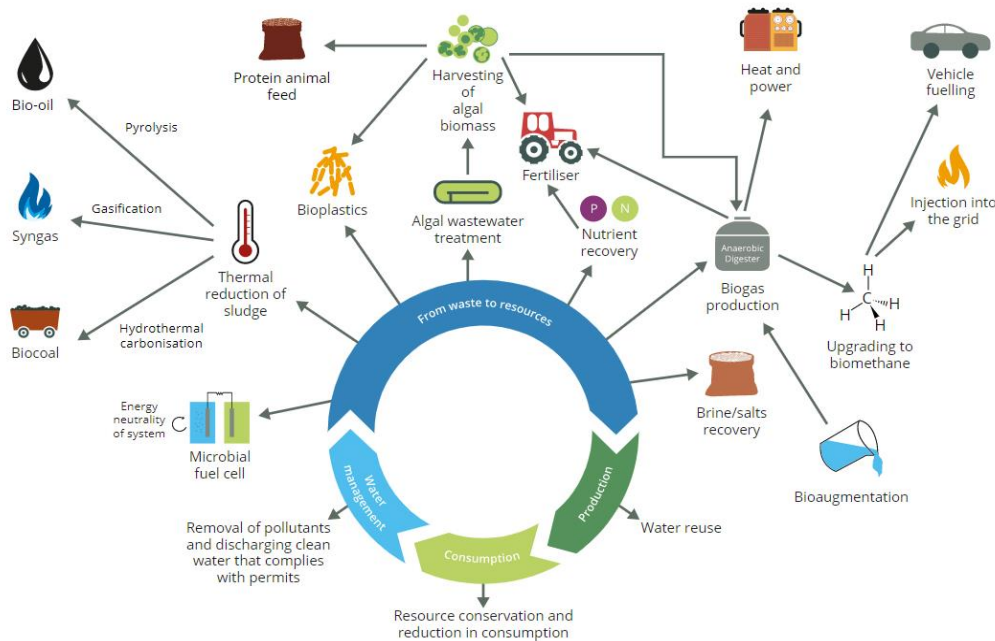 Bio-oil
Pyrolysis
Syngas
Gasification
Biocoal
Hydrothermal
carbonisation
Thermal
reduction of
sludge
Protein animal
feed
Bioplastics
Harvesting
of
algal
biomass
Algal wastewater
treatment
Fertiliser
P
N
Nutrient
recovery
Heat and
power
Anaerobic
Digester
Biogas
production
Vehicle
fuelling
Injection into
the grid
H
C
H
H
H
Upgrading to
biomethane
Bioaugmentation
Brine/salts
recovery
Energy
neutrality
of system
Microbial
fuel cell
From waste to resources
Water
management
Production
Consumption
Removal of pollutants
and discharging clean
water that complies
with permits
Water reuse
Resource conservation and
reduction in consumption